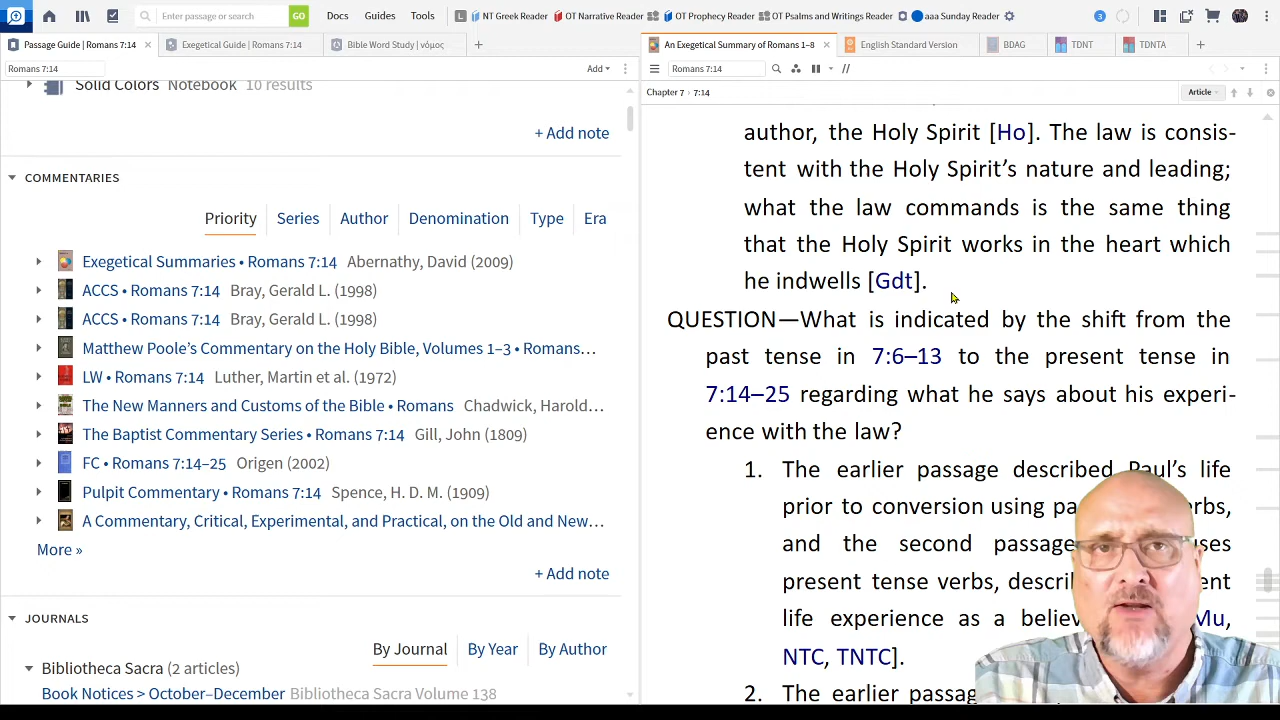 Enter passage or search GO Docs Guides Tools L NT Greek Reader OT Narrative Reader OT Prophecy Reader OT Psalms and Writings Reader aaa Sunday Reader 3
Passage Guide | Romans 7:14 Exegetical Guide | Romans 7:14 Bible Word Study | νόμος
Romans 7:14 Add
Solid Colors Notebook 10 results
+ Add note
COMMENTARIES
Priority Series Author Denomination Type Era
Exegetical Summaries • Romans 7:14 Abernathy, David (2009)
ACCS • Romans 7:14 Bray, Gerald L. (1998)
ACCS • Romans 7:14 Bray, Gerald L. (1998)
Matthew Poole's Commentary on the Holy Bible, Volumes 1–3 • Romans…
LW • Romans 7:14 Luther, Martin et al. (1972)
The New Manners and Customs of the Bible • Romans Chadwick, Harold…
The Baptist Commentary Series • Romans 7:14 Gill, John (1809)
FC • Romans 7:14–25 Origen (2002)
Pulpit Commentary • Romans 7:14 Spence, H. D. M. (1909)
A Commentary, Critical, Experimental, and Practical, on the Old and New…
More »
+ Add note
JOURNALS
By Journal By Year By Author
Bibliotheca Sacra (2 articles)
Book Notices > October–December Bibliotheca Sacra Volume 138
An Exegetical Summary of Romans 1–8 English Standard Version BDAG TDNT TDNTA
Romans 7:14 //
Chapter 7 › 7:14 Article
author, the Holy Spirit [Ho]. The law is consis-
tent with the Holy Spirit's nature and leading;
what the law commands is the same thing
that the Holy Spirit works in the heart which
he indwells [Gdt].
QUESTION—What is indicated by the shift from the
past tense in 7:6–13 to the present tense in
7:14–25 regarding what he says about his experi-
ence with the law?
1. The earlier passage described Paul's life
prior to conversion using pa erbs,
and the second passage uses
present tense verbs, descri ent
life experience as a believ Mu,
NTC, TNTC].
2. The earlier passag